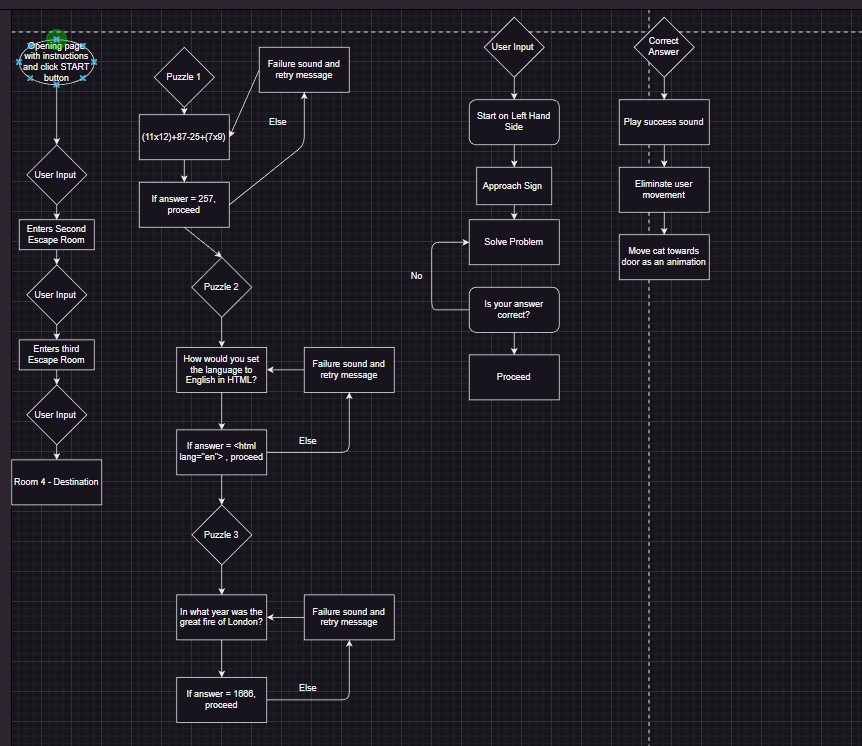 Opening page
with instructions
and click START
button
User Input
Enters Second
Escape Room
User Input
Enters third
Escape Room
User Input
Room 4 - Destination
Puzzle 1
(11x12)+87-25+(7x9)
If answer = 257,
proceed
Failure sound and
retry message
Else
Puzzle 2
How would you set
the language to
English in HTML?
If answer = <html
lang="en"> , proceed
Failure sound and
retry message
Else
Puzzle 3
In what year was the
great fire of London?
If answer = 1666,
proceed
Failure sound and
retry message
Else
User Input
Start on Left Hand
Side
Approach Sign
Solve Problem
No
Is your answer
correct?
Proceed
Correct
Answer
Play success sound
Eliminate user
movement
Move cat towards
door as an animation